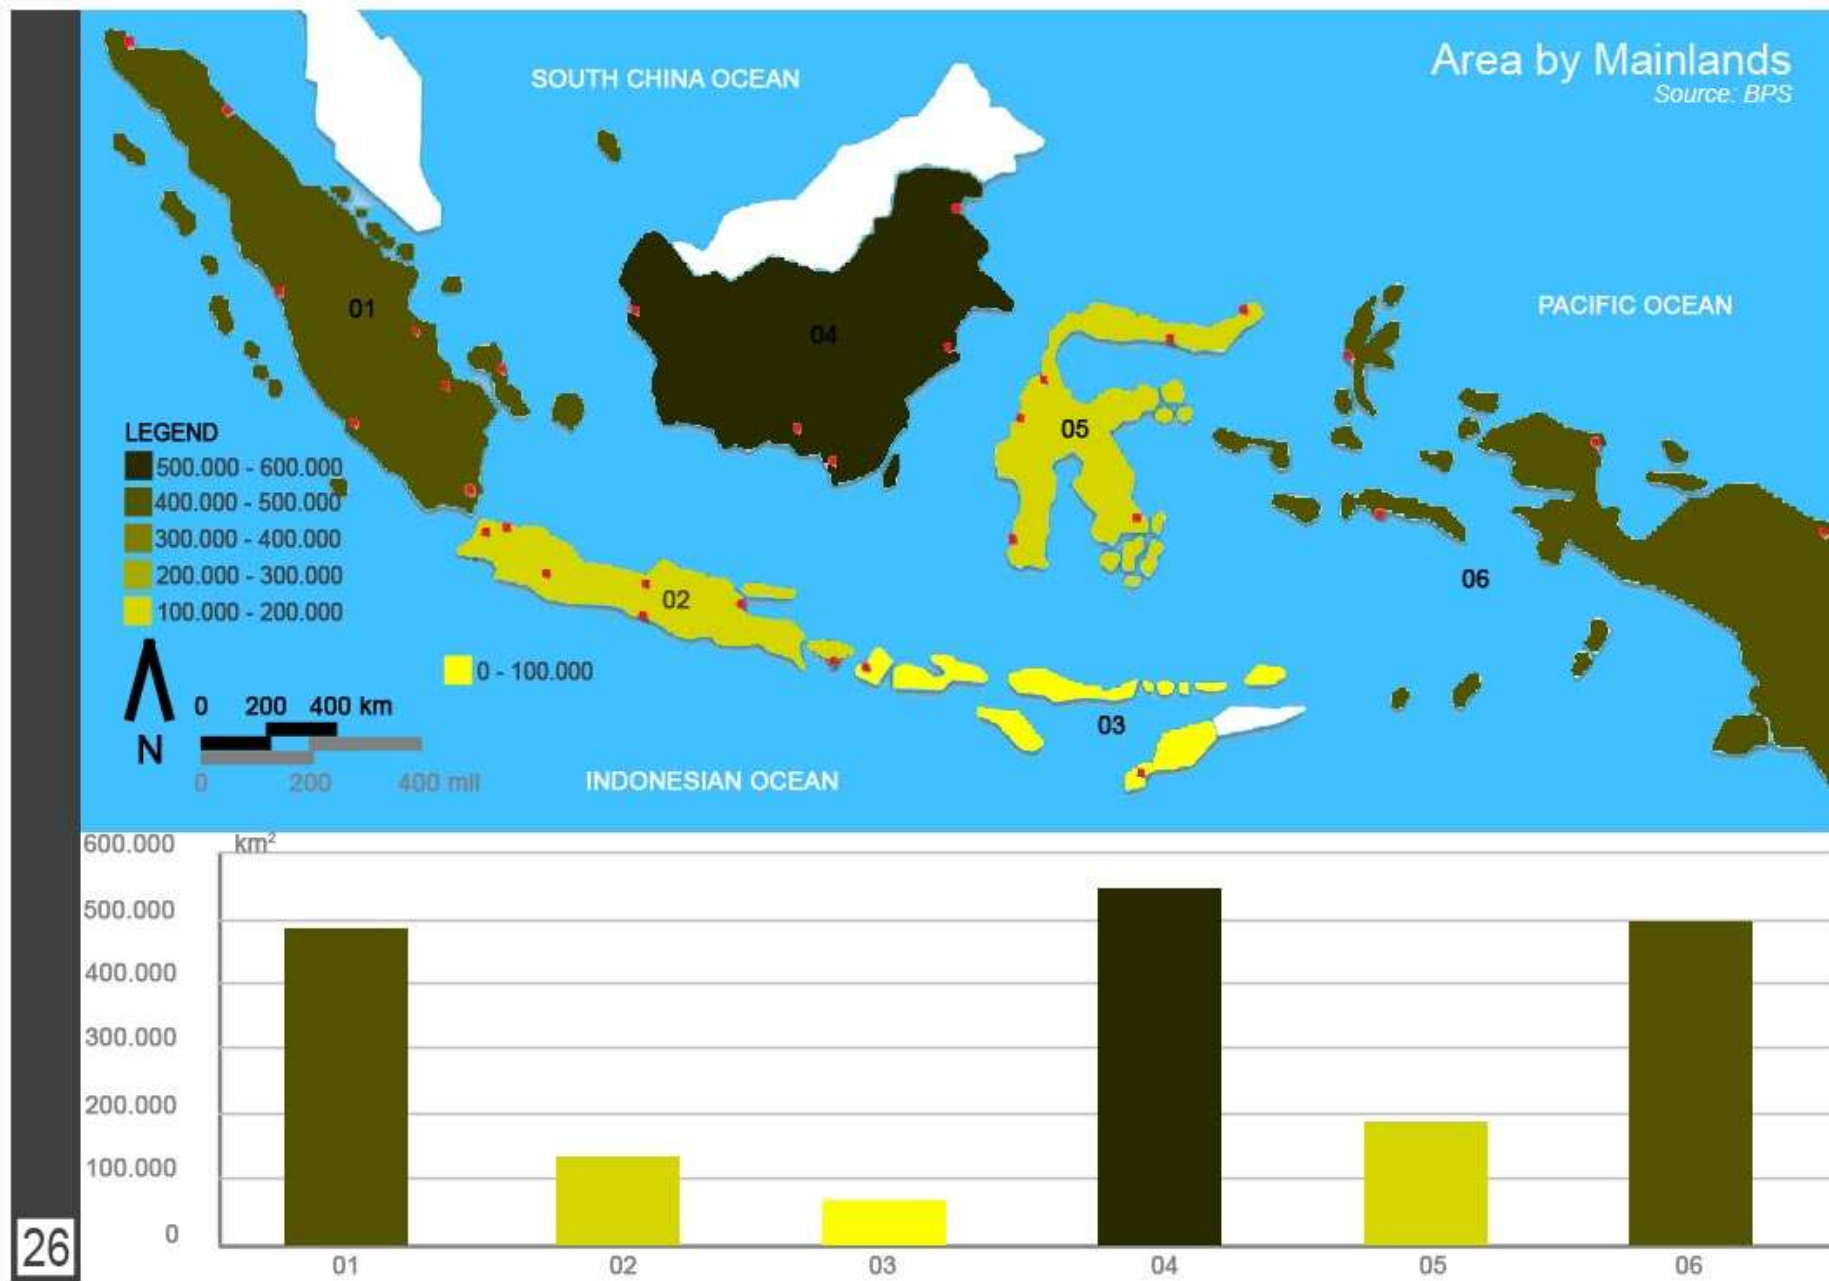 Area by Mainlands
Source: BPS
SOUTH CHINA OCEAN
PACIFIC OCEAN
01
04
05
LEGEND
500.000 - 600.000
400.000 - 500.000
300.000 - 400.000
200.000 - 300.000
100.000 - 200.000
06
02
0 - 100.000
03
0 200 400 km
N
0 200 400 mil
INDONESIAN OCEAN
600.000 km²
500.000
400.000
300.000
200.000
100.000
0
01 02 03 04 05 06
26